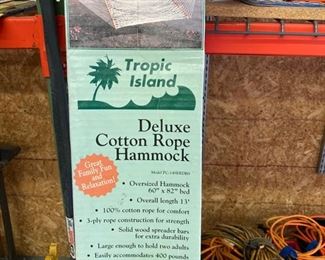 Tropic
Island
Deluxe
Cotton Rope
Hammock
Great
Family Fun
and
Relaxation!
• Oversized Hammock
60" x 82" bed
• Overall length 13'
• 100% cotton rope for comfort
• 3-ply rope construction for strength
• Solid wood spreader bars
for extra durability
• Large enough to hold two adults
• Easily accommodates 400 pounds